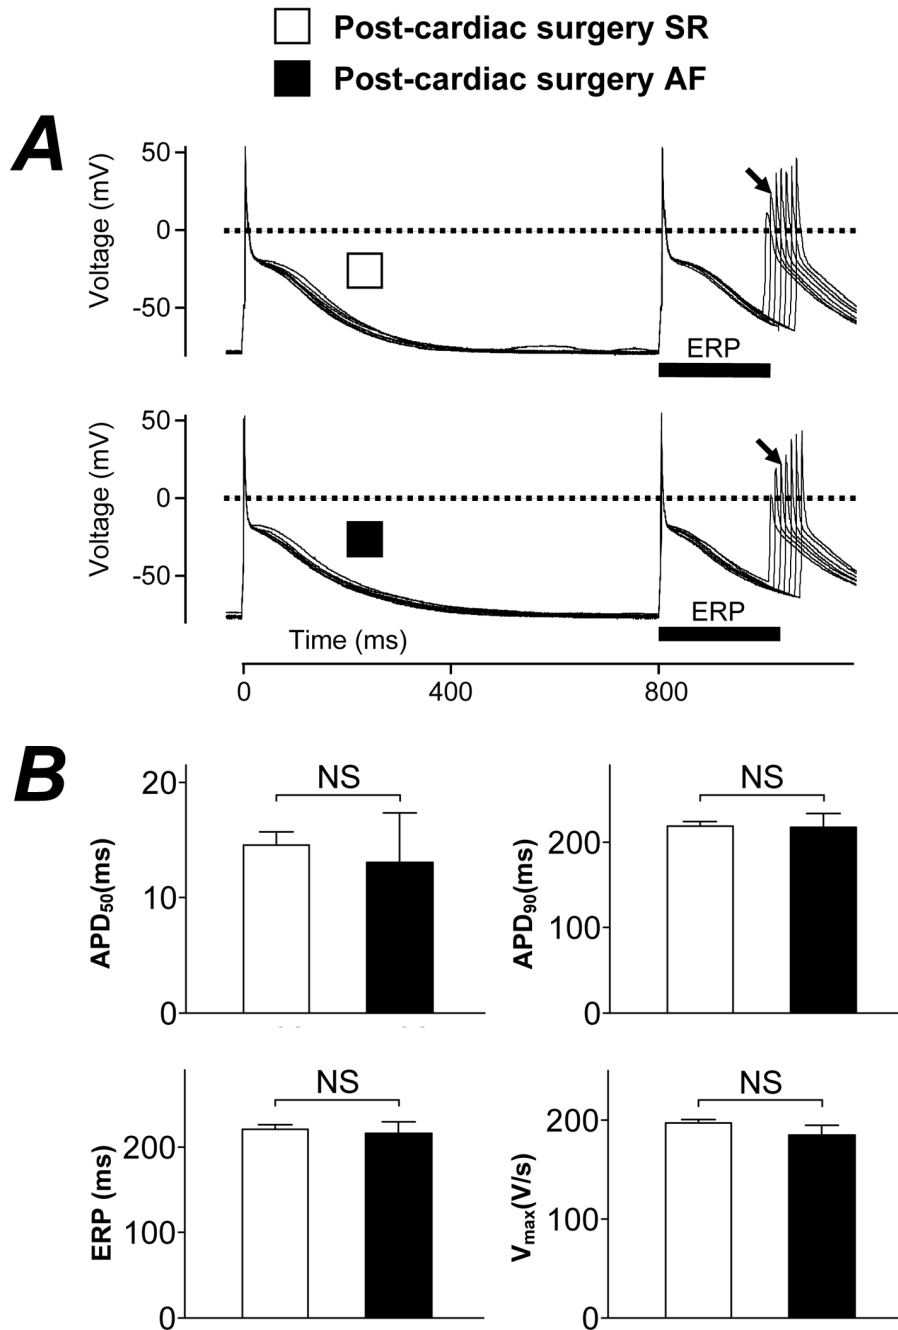 Post-cardiac surgery SR
Post-cardiac surgery AF
A
Voltage (mV)
50
0
-50
ERP
Voltage (mV)
50
0
-50
ERP
Time (ms)
0 400 800
B
APD50(ms)
20
10
0
NS
APD90(ms)
200
100
0
NS
ERP (ms)
200
100
0
NS
Vmax(V/s)
200
100
0
NS